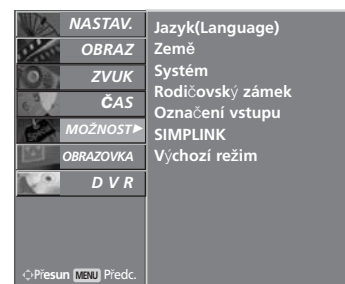 NASTAV.
OBRAZ
ZVUK
ČAS
MOŽNOST
OBRAZOVKA
D V R
Přesun MENU Předc.
Jazyk(Language)
Země
Systém
Rodičovský zámek
Označení vstupu
SIMPLINK
Výchozí režim